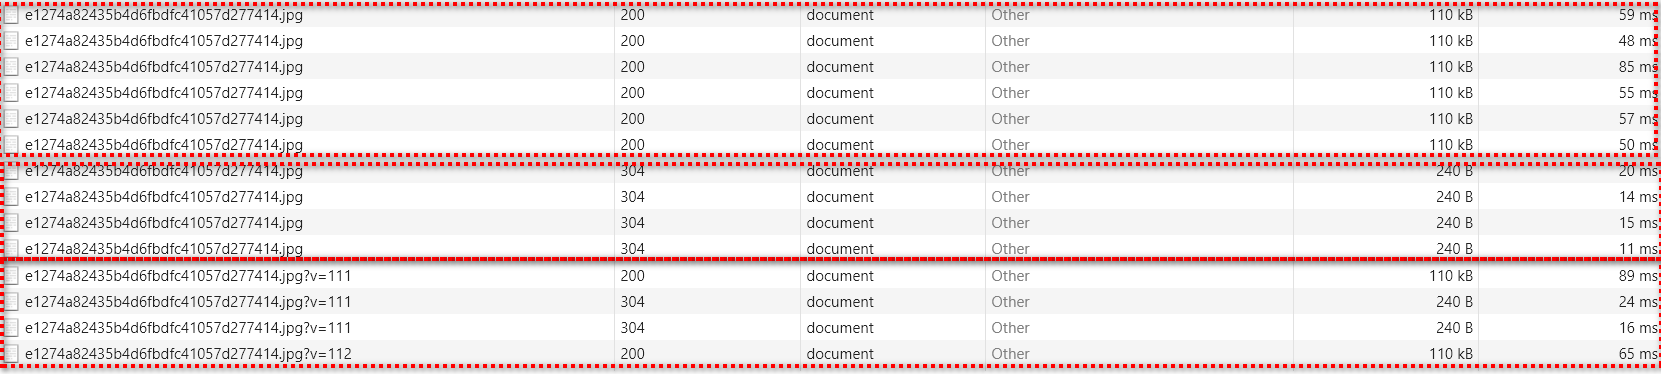 e1274a82435b4d6fbdfc41057d277414.jpg 200 document Other 110 kB 59 ms
e1274a82435b4d6fbdfc41057d277414.jpg 200 document Other 110 kB 48 ms
e1274a82435b4d6fbdfc41057d277414.jpg 200 document Other 110 kB 85 ms
e1274a82435b4d6fbdfc41057d277414.jpg 200 document Other 110 kB 55 ms
e1274a82435b4d6fbdfc41057d277414.jpg 200 document Other 110 kB 57 ms
e1274a82435b4d6fbdfc41057d277414.jpg 200 document Other 110 kB 50 ms
e1274a82435b4d6fbdfc41057d277414.jpg 304 document Other 240 B 20 ms
e1274a82435b4d6fbdfc41057d277414.jpg 304 document Other 240 B 14 ms
e1274a82435b4d6fbdfc41057d277414.jpg 304 document Other 240 B 15 ms
e1274a82435b4d6fbdfc41057d277414.jpg 304 document Other 240 B 11 ms
e1274a82435b4d6fbdfc41057d277414.jpg?v=111 200 document Other 110 kB 89 ms
e1274a82435b4d6fbdfc41057d277414.jpg?v=111 304 document Other 240 B 24 ms
e1274a82435b4d6fbdfc41057d277414.jpg?v=111 304 document Other 240 B 16 ms
e1274a82435b4d6fbdfc41057d277414.jpg?v=112 200 document Other 110 kB 65 ms